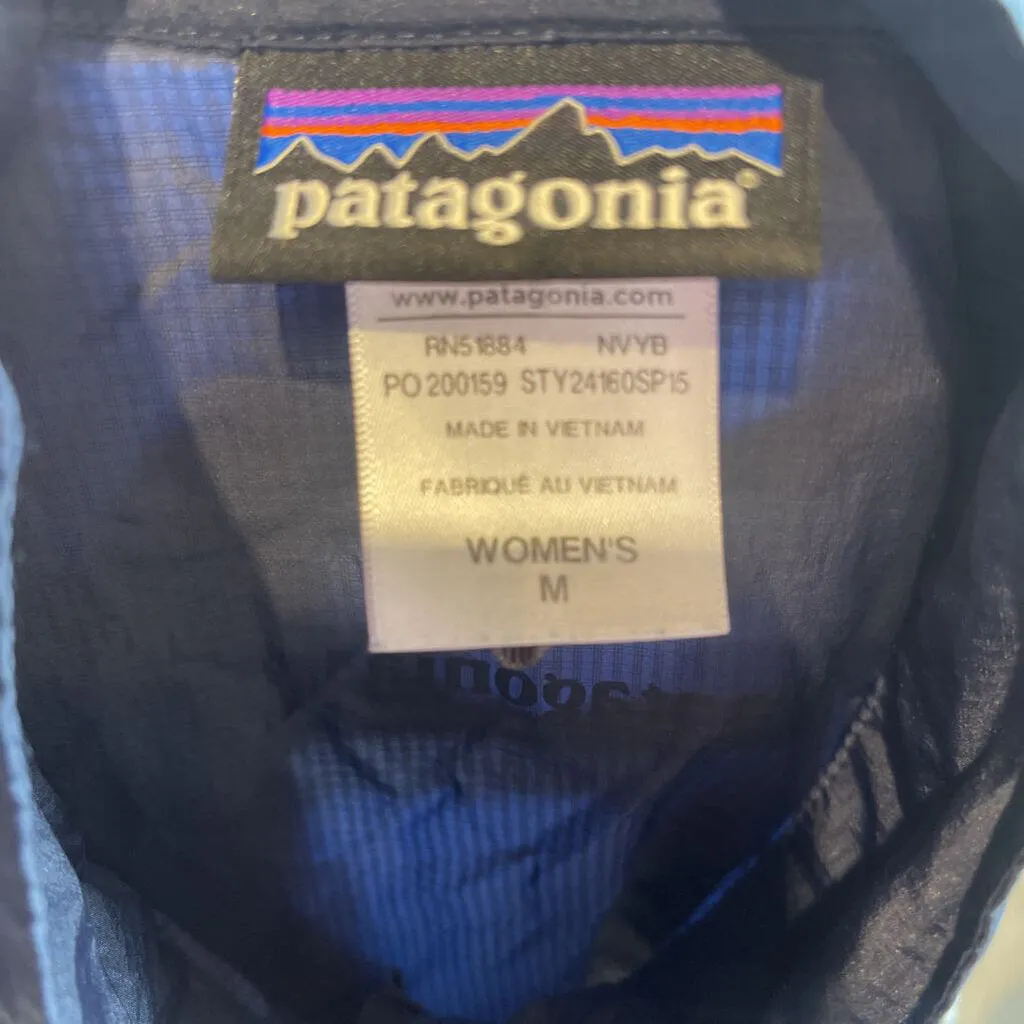 patagonia®
www.patagonia.com
RN51884 NVYB
PO 200159 STY24160SP15
MADE IN VIETNAM
FABRIQUÉ AU VIETNAM
WOMEN'S
M